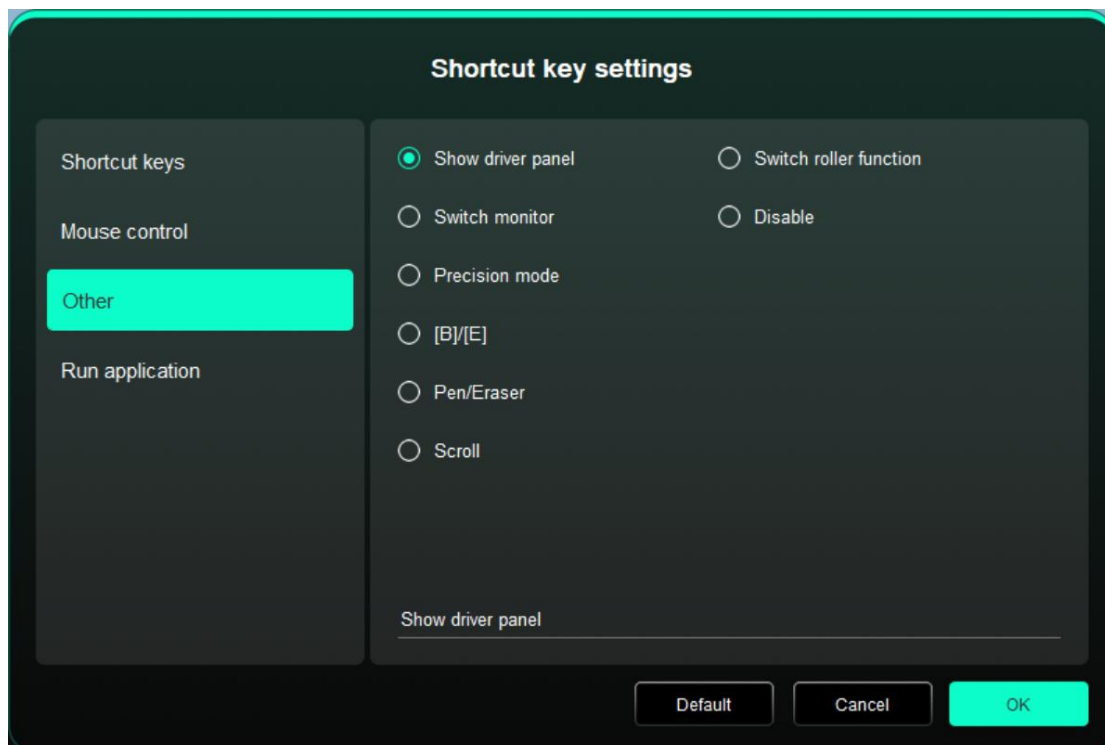 Shortcut key settings
Shortcut keys
Mouse control
Other
Run application
Show driver panel
Switch monitor
Precision mode
[B]/[E]
Pen/Eraser
Scroll
Switch roller function
Disable
Show driver panel
Default
Cancel
OK